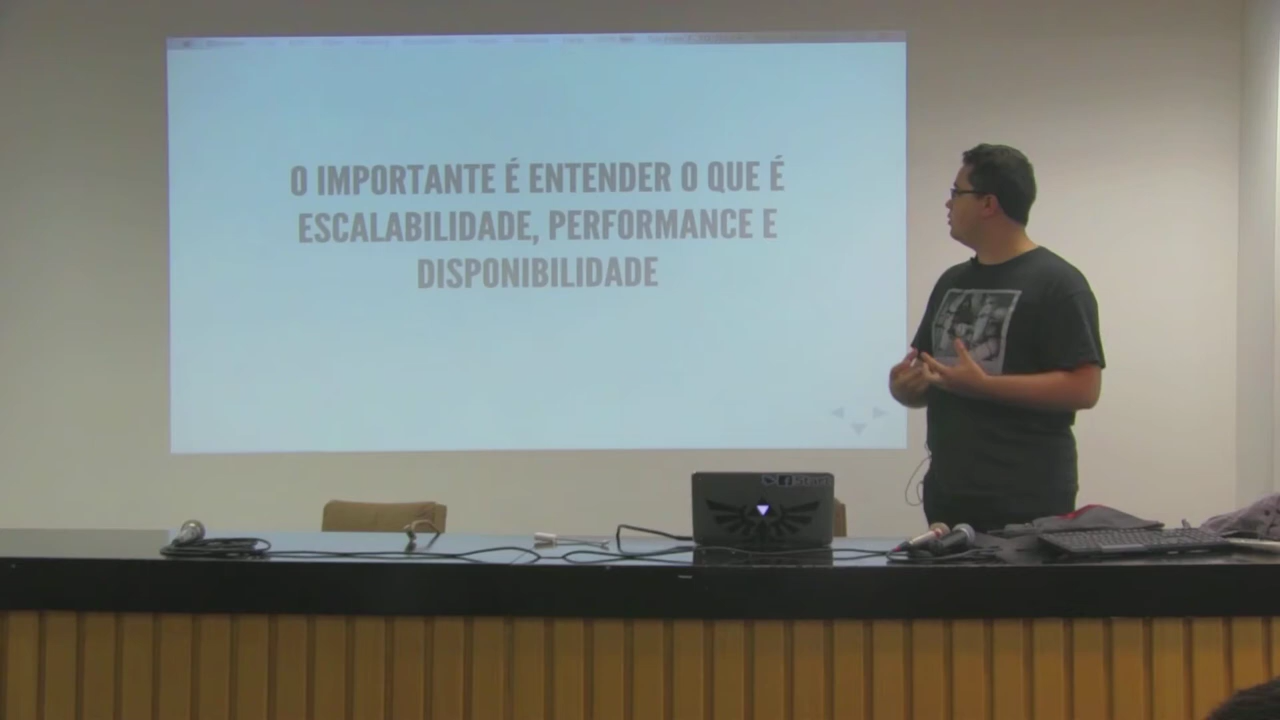 O IMPORTANTE É ENTENDER O QUE É
ESCALABILIDADE, PERFORMANCE E
DISPONIBILIDADE